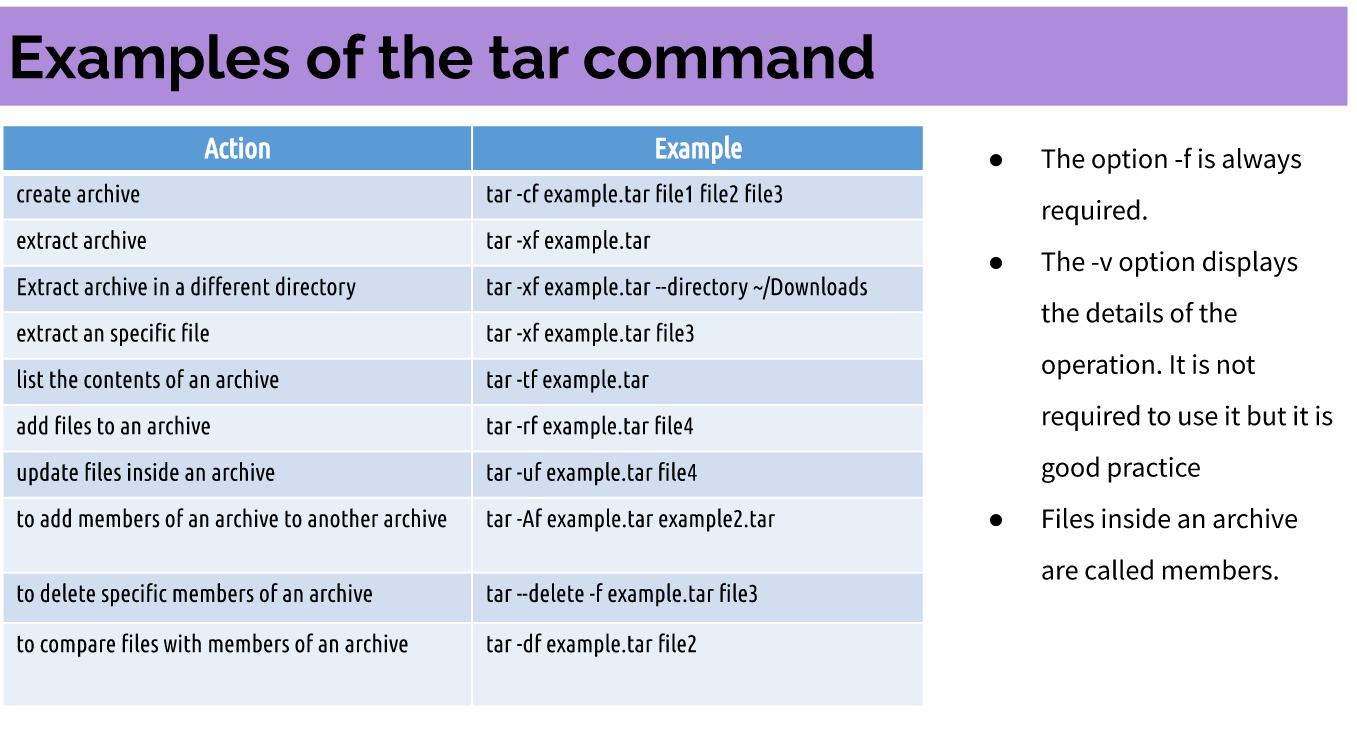 Examples of the tar command
Action Example
create archive tar -cf example.tar file1 file2 file3
extract archive tar -xf example.tar
Extract archive in a different directory tar -xf example.tar --directory ~/Downloads
extract an specific file tar -xf example.tar file3
list the contents of an archive tar -tf example.tar
add files to an archive tar -rf example.tar file4
update files inside an archive tar -uf example.tar file4
to add members of an archive to another archive tar -Af example.tar example2.tar
to delete specific members of an archive tar --delete -f example.tar file3
to compare files with members of an archive tar -df example.tar file2
● The option -f is always
required.
● The -v option displays
the details of the
operation. It is not
required to use it but it is
good practice
● Files inside an archive
are called members.